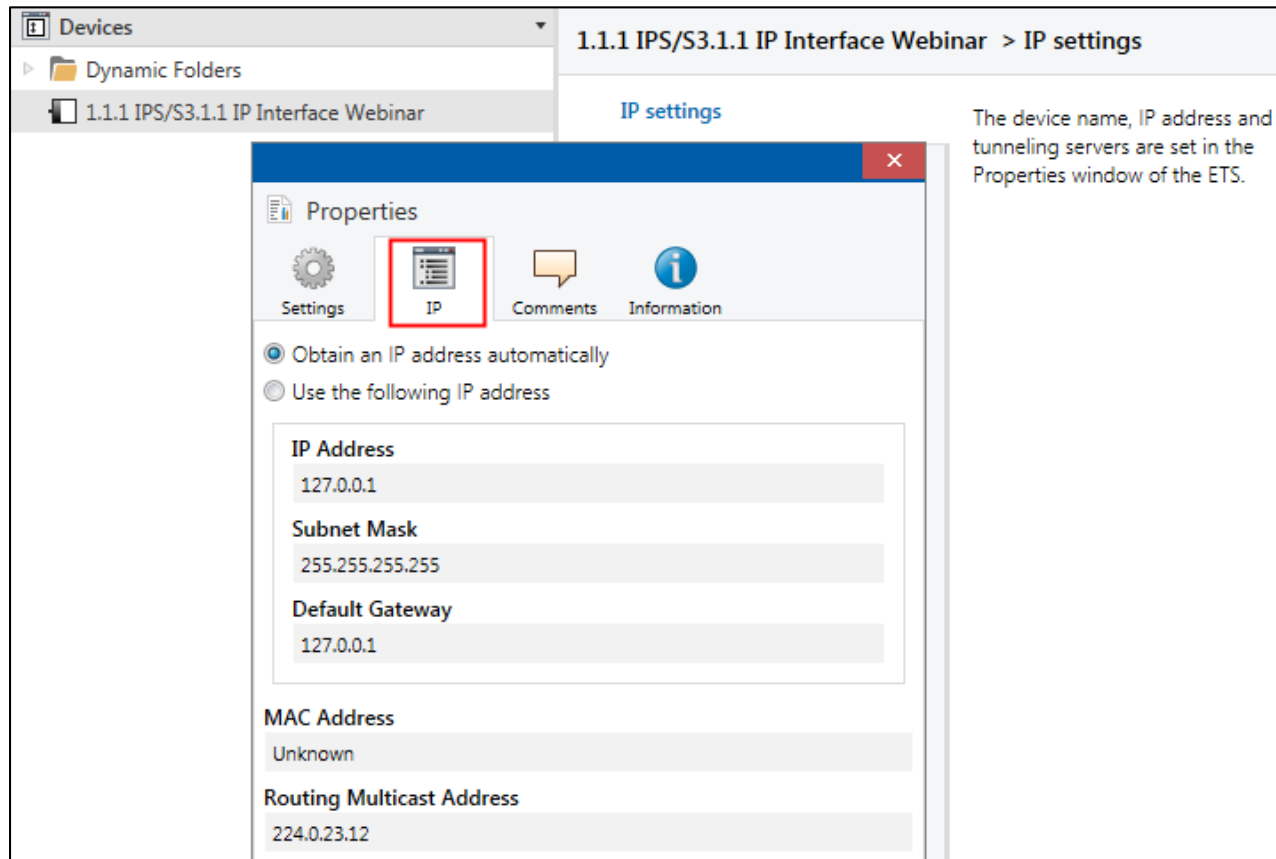 Devices
Dynamic Folders
1.1.1 IPS/S3.1.1 IP Interface Webinar
1.1.1 IPS/S3.1.1 IP Interface Webinar > IP settings
IP settings
The device name, IP address and
tunneling servers are set in the
Properties window of the ETS.
Properties
Settings
IP
Comments
Information
Obtain an IP address automatically
Use the following IP address
IP Address
127.0.0.1
Subnet Mask
255.255.255.255
Default Gateway
127.0.0.1
MAC Address
Unknown
Routing Multicast Address
224.0.23.12